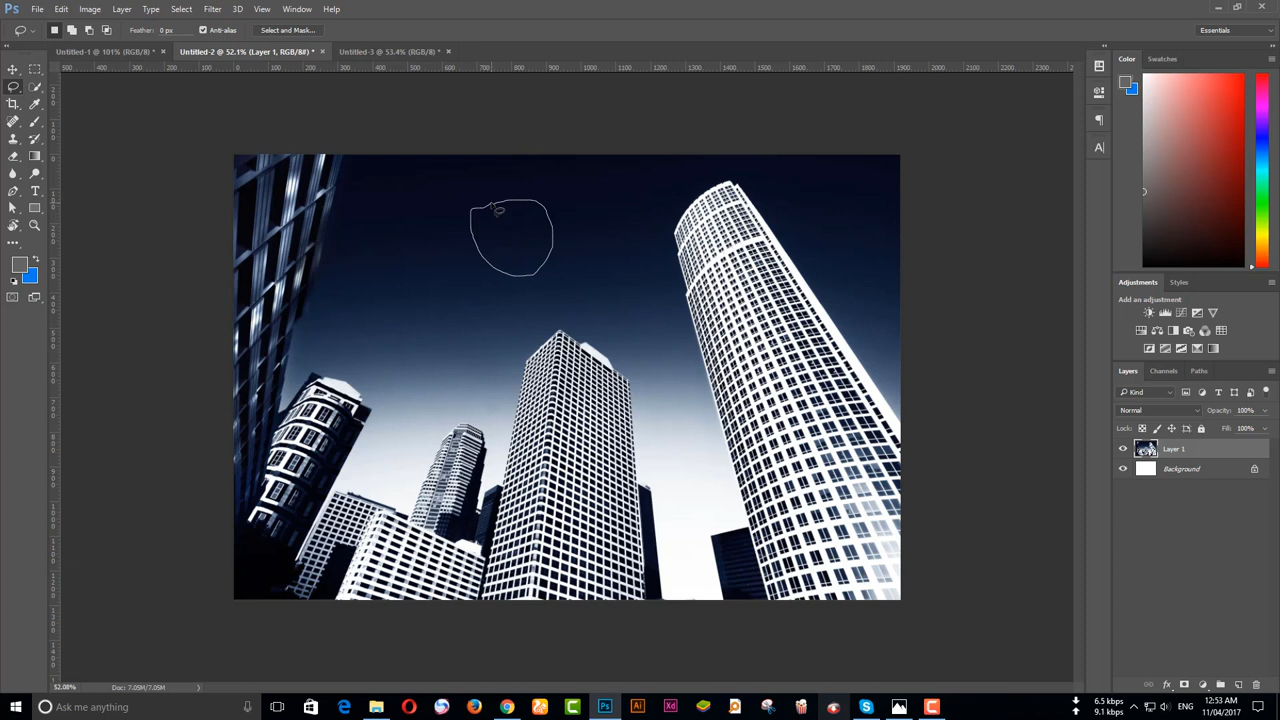 Ps File Edit Image Layer Type Select Filter 3D View Window Help
Feather: 0 px Anti-alias Select and Mask... Essentials
Untitled-1 @ 101% (RGB/8) * × Untitled-2 @ 52.1% (Layer 1, RGB/8#) * × Untitled-3 @ 53.4% (RGB/8) * ×
Color Swatches
Adjustments Styles
Add an adjustment
Layers Channels Paths
Kind
Normal Opacity: 100%
Lock: Fill: 100%
Layer 1
Background
52.08% Doc: 7.05M/7.05M
Ask me anything
6.5 kbps
9.1 kbps
12:53 AM
11/04/2017